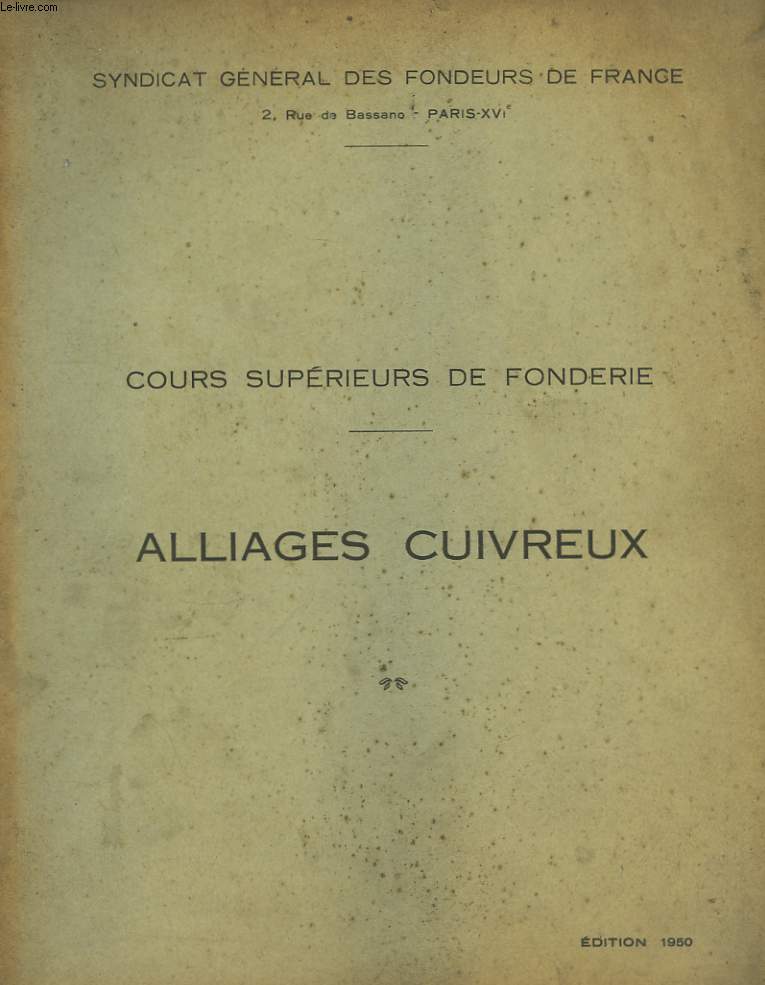 Le-livre.com
SYNDICAT GÉNÉRAL DES FONDEURS DE FRANCE
2, Rue de Bassano - PARIS-XVIe
COURS SUPÉRIEURS DE FONDERIE
ALLIAGES CUIVREUX
ÉDITION 1950